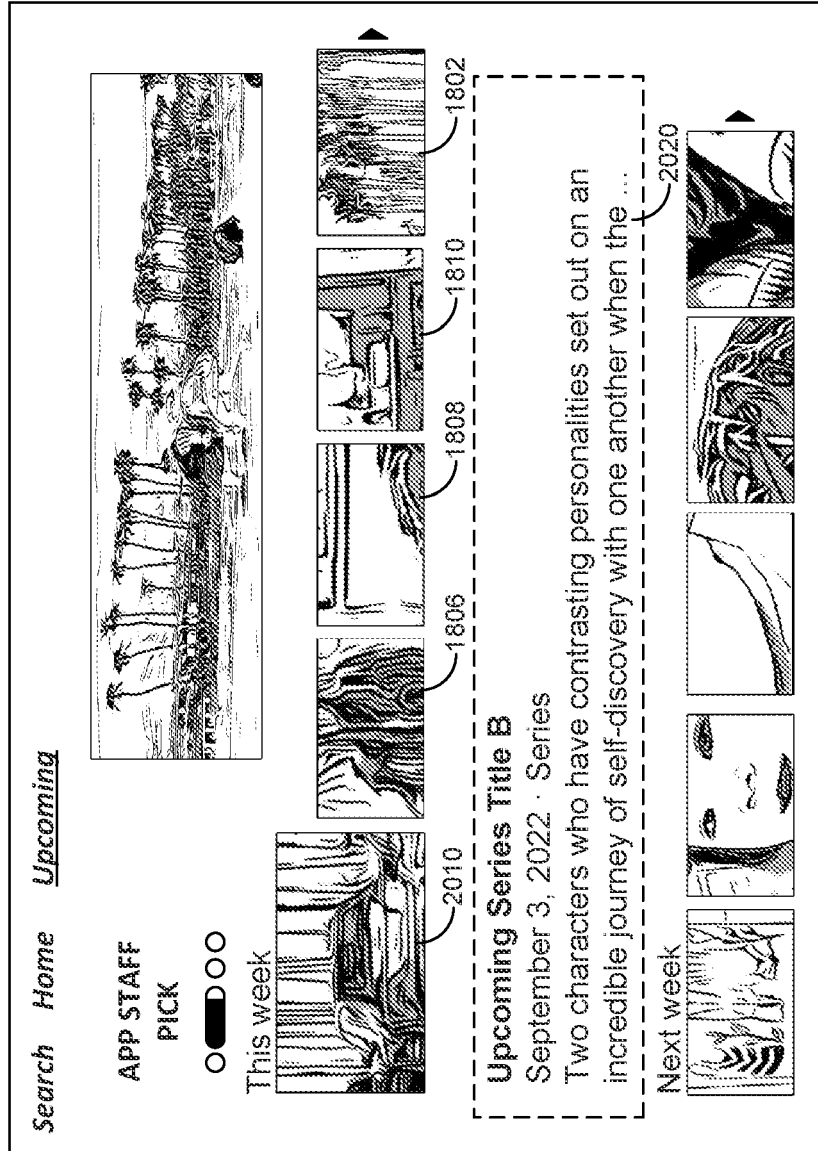 Search Home Upcoming
APP STAFF
PICK
This week
2010
1806
1808
1810
1802
Upcoming Series Title B
September 3, 2022 · Series
Two characters who have contrasting personalities set out on an
incredible journey of self-discovery with one another when the ...
2020
Next week